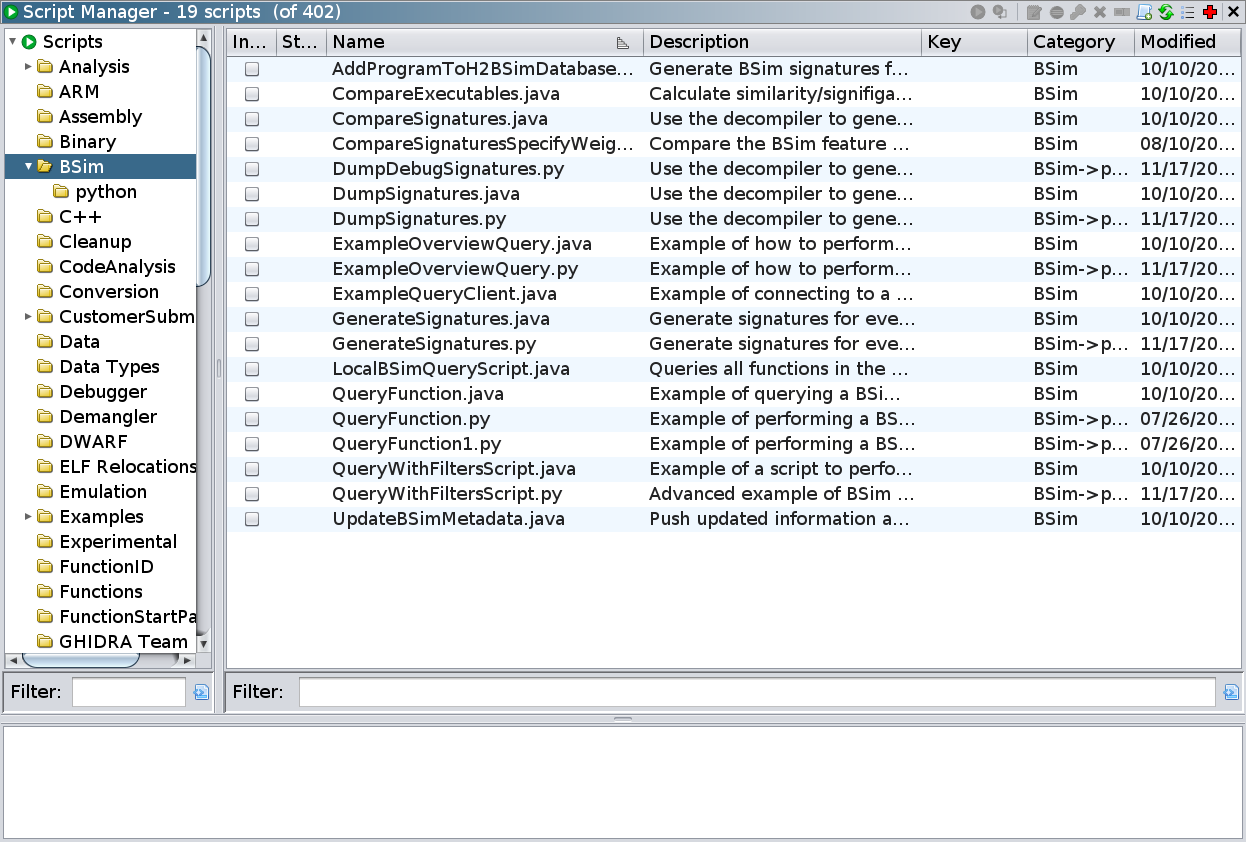 Script Manager - 19 scripts  (of 402)
Scripts
Analysis
ARM
Assembly
Binary
BSim
python
C++
Cleanup
CodeAnalysis
Conversion
CustomerSubm
Data
Data Types
Debugger
Demangler
DWARF
ELF Relocations
Emulation
Examples
Experimental
FunctionID
Functions
FunctionStartPa
GHIDRA Team
Filter:
In... St... Name Description Key Category Modified
AddProgramToH2BSimDatabase... Generate BSim signatures f... BSim 10/10/20...
CompareExecutables.java Calculate similarity/signifiga... BSim 10/10/20...
CompareSignatures.java Use the decompiler to gene... BSim 10/10/20...
CompareSignaturesSpecifyWeig... Compare the BSim feature ... BSim 08/10/20...
DumpDebugSignatures.py Use the decompiler to gene... BSim->p... 11/17/20...
DumpSignatures.java Use the decompiler to gene... BSim 10/10/20...
DumpSignatures.py Use the decompiler to gene... BSim->p... 11/17/20...
ExampleOverviewQuery.java Example of how to perform... BSim 10/10/20...
ExampleOverviewQuery.py Example of how to perform... BSim->p... 11/17/20...
ExampleQueryClient.java Example of connecting to a ... BSim 10/10/20...
GenerateSignatures.java Generate signatures for eve... BSim 10/10/20...
GenerateSignatures.py Generate signatures for eve... BSim->p... 11/17/20...
LocalBSimQueryScript.java Queries all functions in the ... BSim 10/10/20...
QueryFunction.java Example of querying a BSi... BSim 10/10/20...
QueryFunction.py Example of performing a BS... BSim->p... 07/26/20...
QueryFunction1.py Example of performing a BS... BSim->p... 07/26/20...
QueryWithFiltersScript.java Example of a script to perfo... BSim 10/10/20...
QueryWithFiltersScript.py Advanced example of BSim ... BSim->p... 11/17/20...
UpdateBSimMetadata.java Push updated information a... BSim 10/10/20...
Filter: